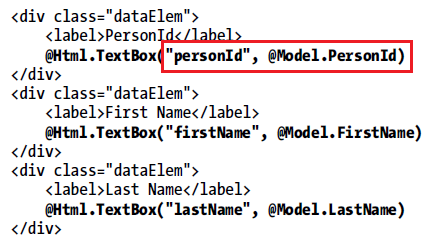 <div class="dataElem">
    <label>PersonId</label>
    @Html.TextBox("personId", @Model.PersonId)
</div>
<div class="dataElem">
    <label>First Name</label>
    @Html.TextBox("firstName", @Model.FirstName)
</div>
<div class="dataElem">
    <label>Last Name</label>
    @Html.TextBox("lastName", @Model.LastName)
</div>